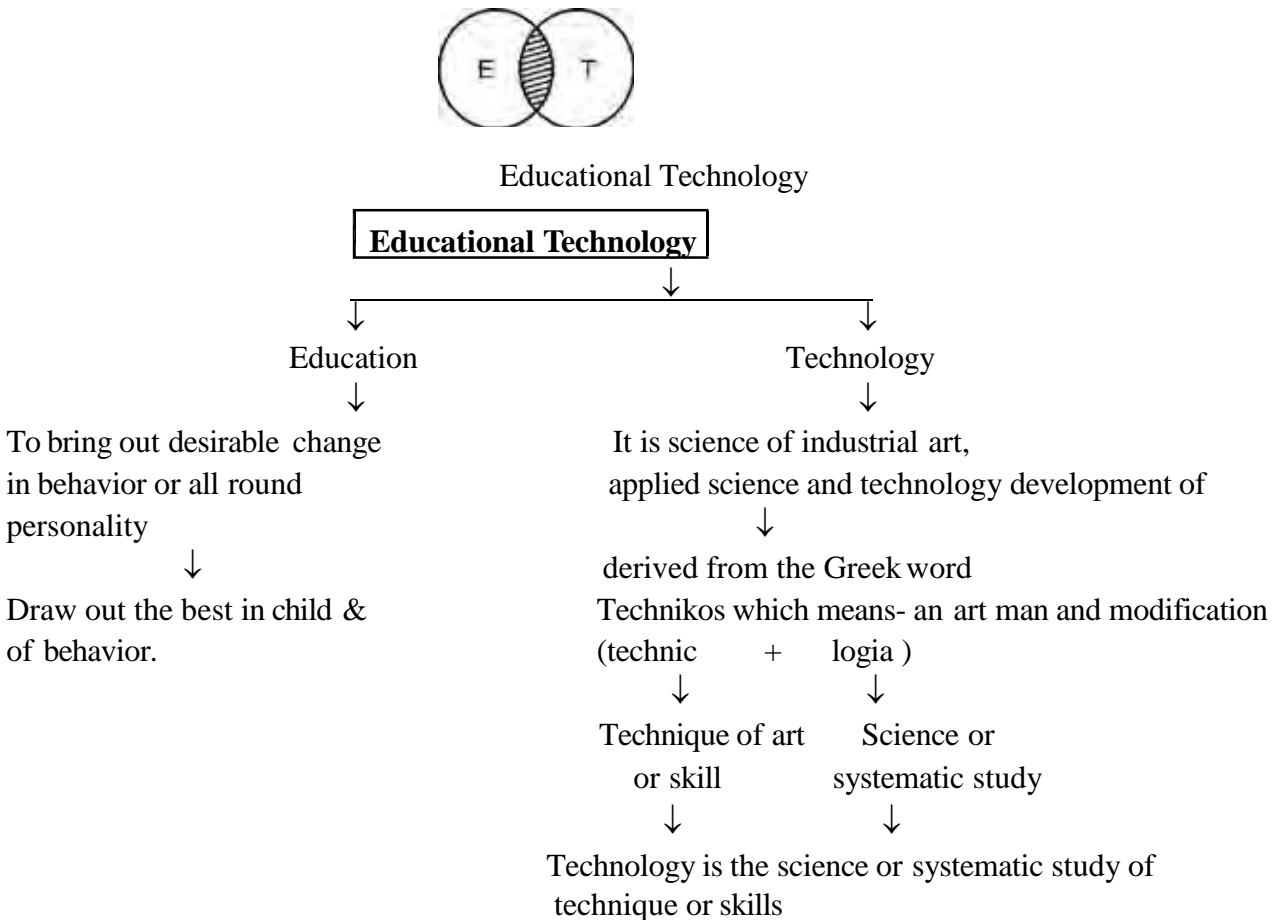 E T
Educational Technology
Educational Technology
↓
↓ ↓
Education Technology
↓ ↓
To bring out desirable change It is science of industrial art,
in behavior or all round applied science and technology development of
personality ↓
↓ derived from the Greek word
Draw out the best in child & Technikos which means- an art man and modification
of behavior. (technic + logia )
↓ ↓
Technique of art Science or
or skill systematic study
↓ ↓
Technology is the science or systematic study of
technique or skills